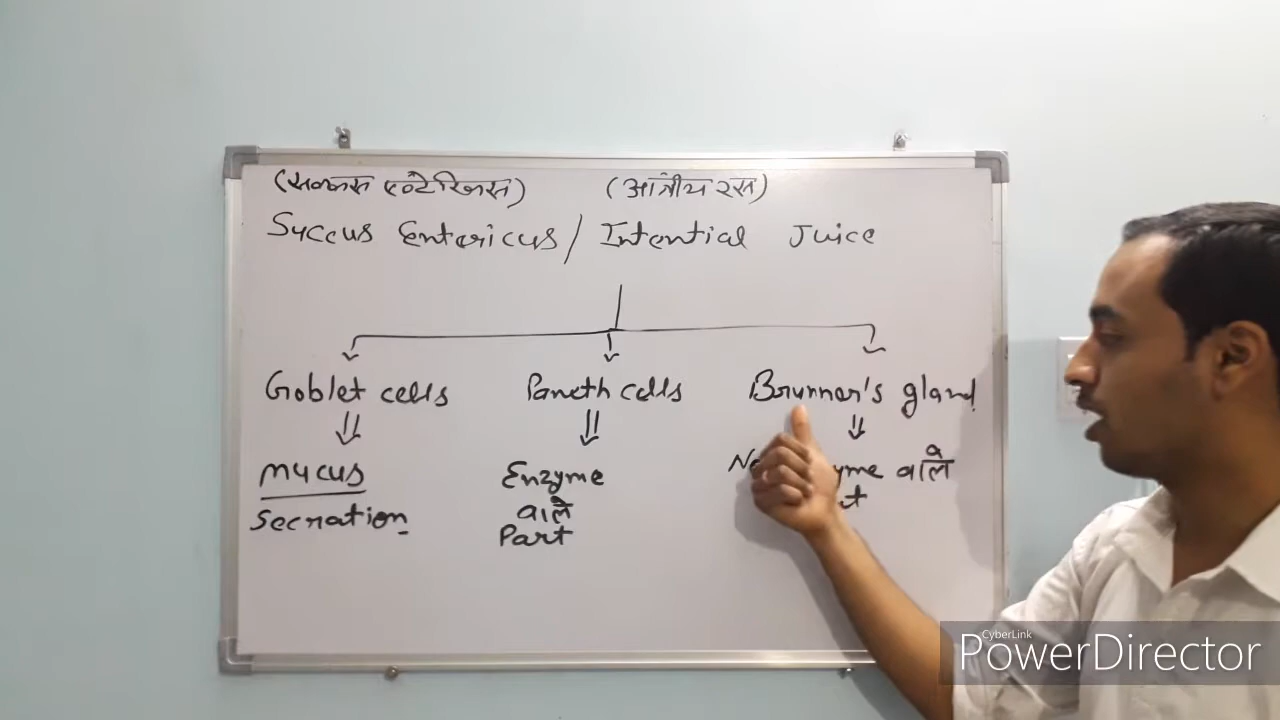 (सक्कस एन्टेरिकस) (आंत्रीय रस)
Succus Entericus / Intential Juice
Goblet cells Paneth cells Brunner's gland
Mucus Enzyme वाले
Secration वाले
Part
CyberLink
PowerDirector